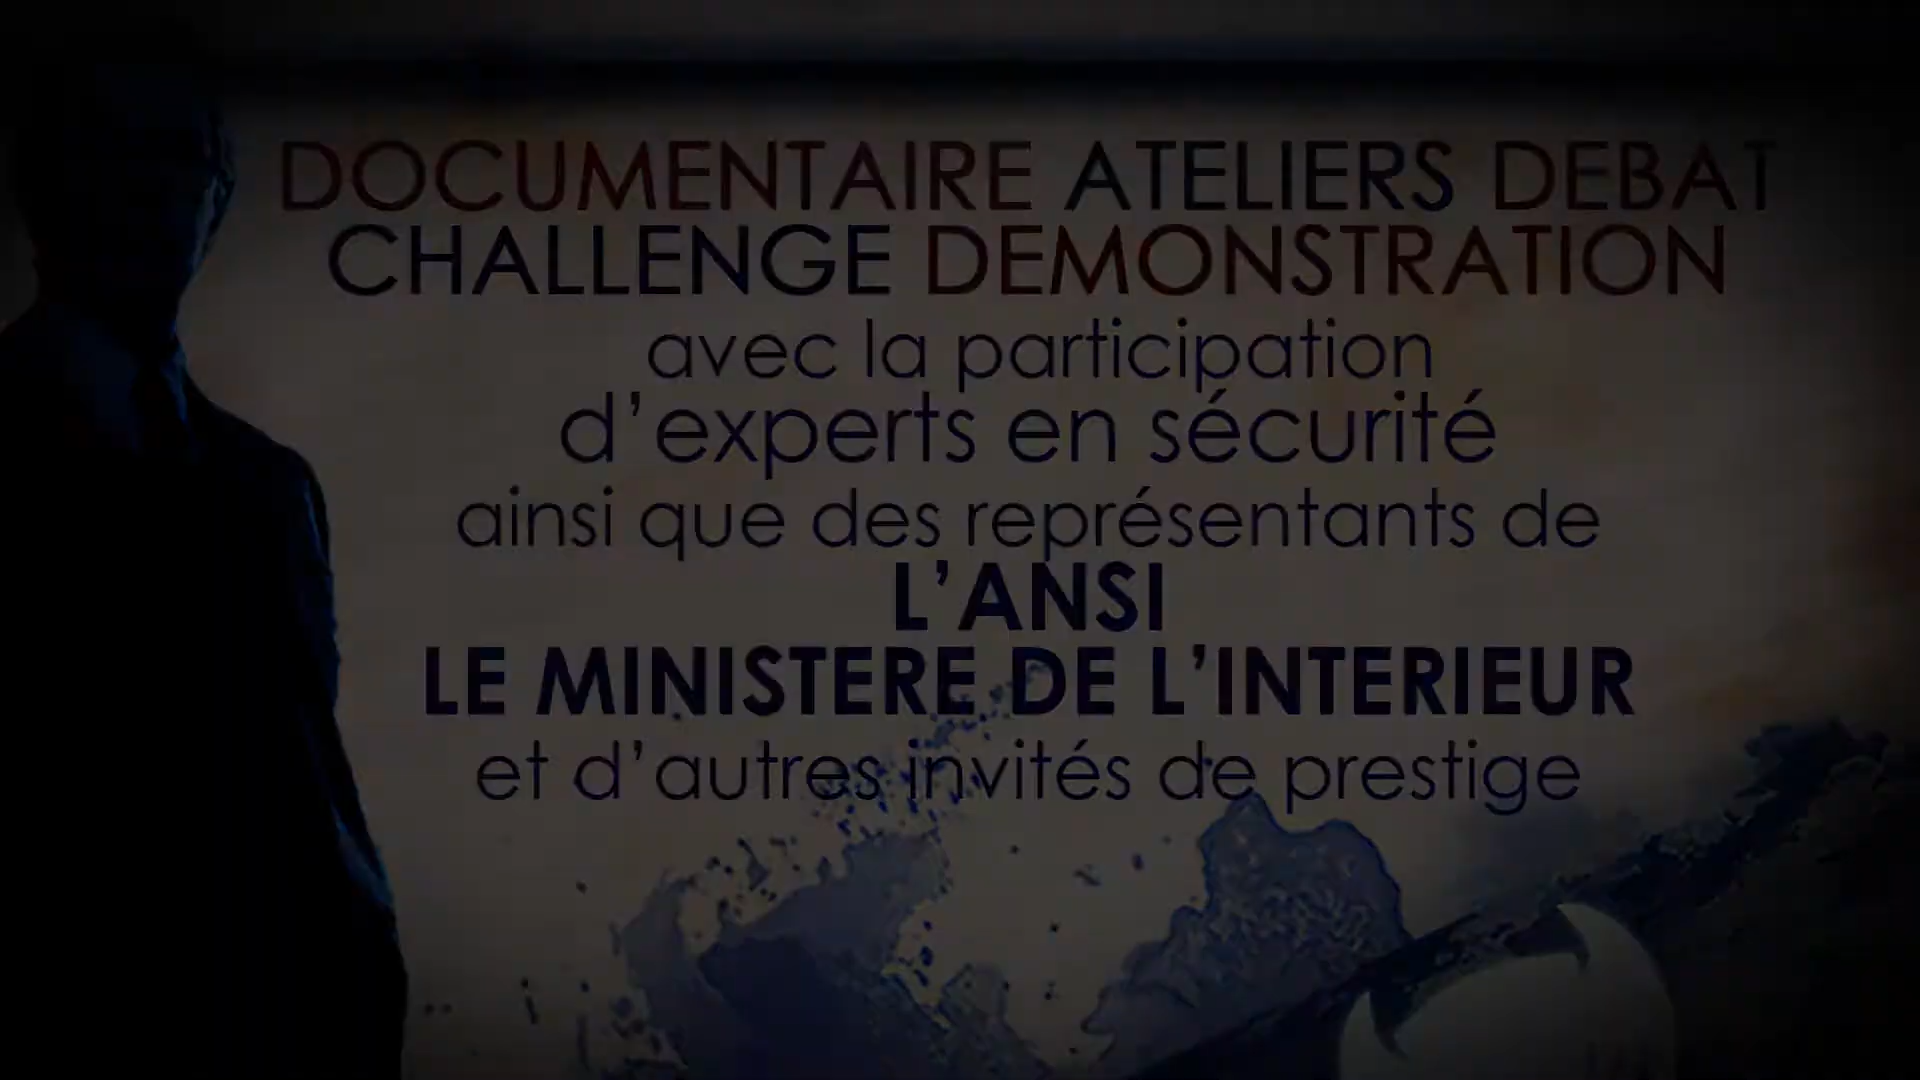 DOCUMENTAIRE ATELIERS DEBAT
CHALLENGE DEMONSTRATION
avec la participation
d’experts en sécurité
ainsi que des représentants de
L’ANSI
LE MINISTERE DE L’INTERIEUR
et d’autres invités de prestige